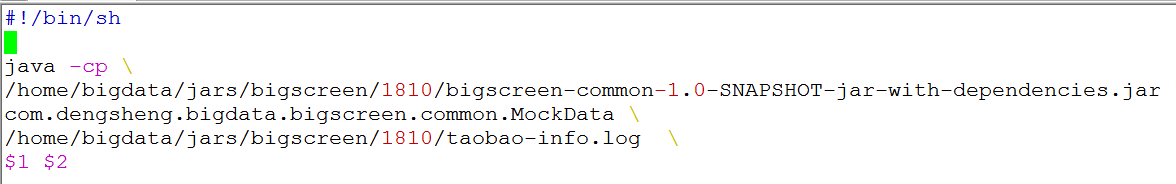 #!/bin/sh
java -cp \
/home/bigdata/jars/bigscreen/1810/bigscreen-common-1.0-SNAPSHOT-jar-with-dependencies.jar
com.dengsheng.bigdata.bigscreen.common.MockData \
/home/bigdata/jars/bigscreen/1810/taobao-info.log  \
$1 $2